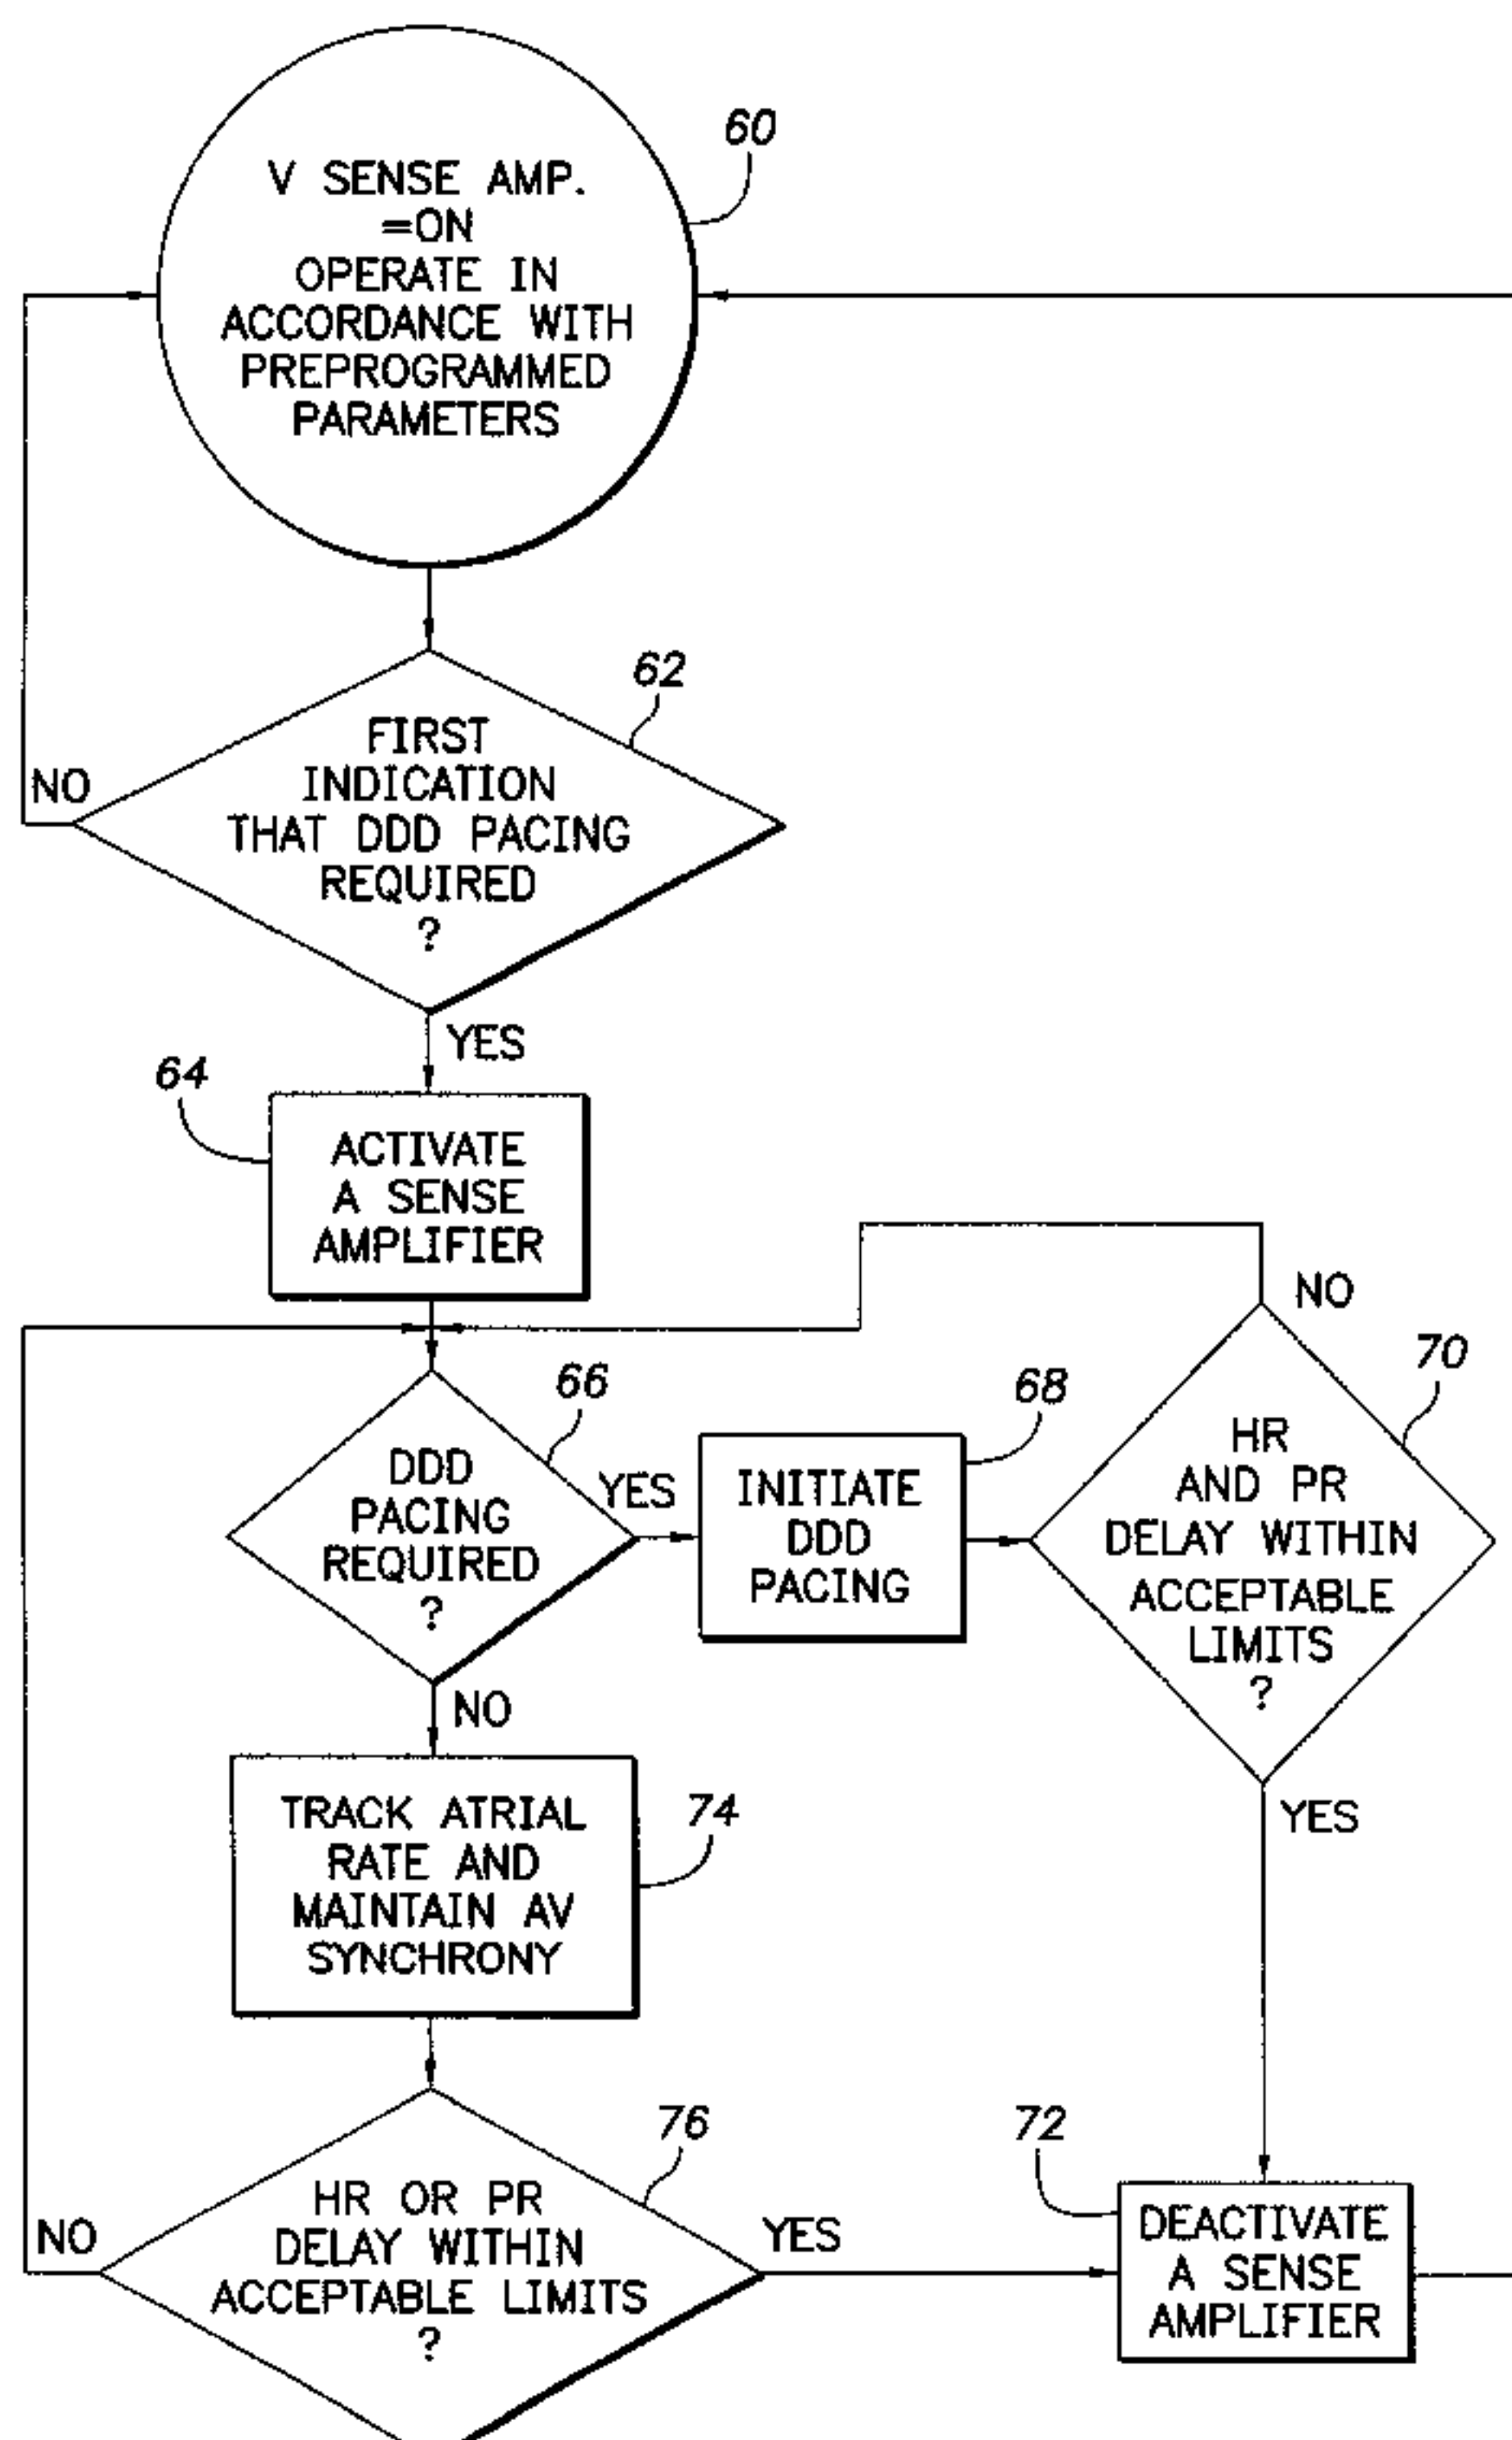 60
V SENSE AMP.
=ON
OPERATE IN
ACCORDANCE WITH
PREPROGRAMMED
PARAMETERS
62
FIRST
INDICATION
THAT DDD PACING
REQUIRED
?
NO
YES
64
ACTIVATE
A SENSE
AMPLIFIER
66
DDD
PACING
REQUIRED
?
YES
68
INITIATE
DDD
PACING
NO
70
HR
AND PR
DELAY WITHIN
ACCEPTABLE
LIMITS
?
YES
NO
74
TRACK ATRIAL
RATE AND
MAINTAIN AV
SYNCHRONY
76
HR OR PR
DELAY WITHIN
ACCEPTABLE LIMITS
?
NO
YES
72
DEACTIVATE
A SENSE
AMPLIFIER